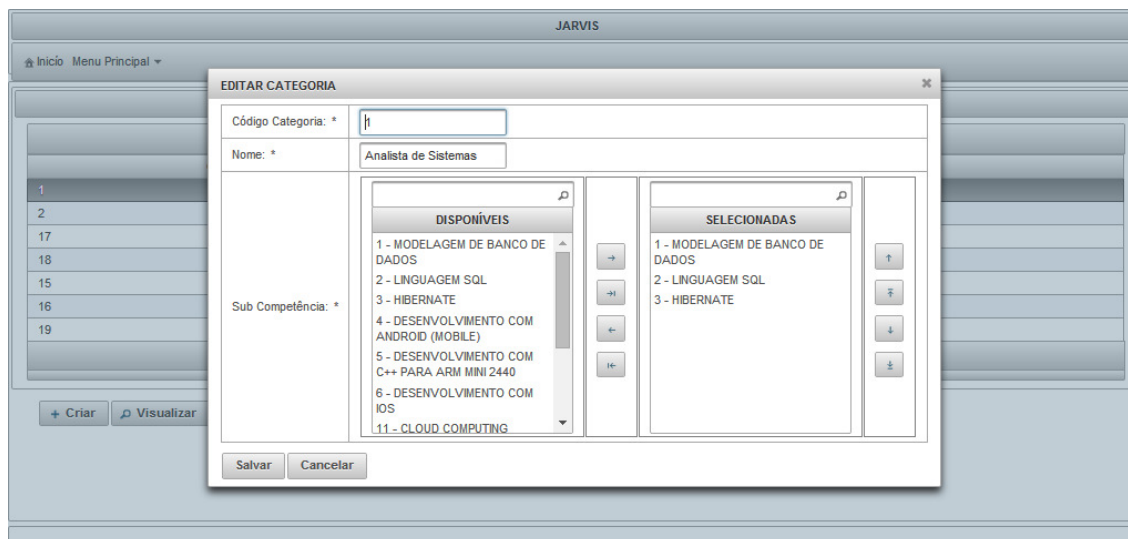 JARVIS
Inicío Menu Principal
EDITAR CATEGORIA
Código Categoria: *
1
Nome: *
Analista de Sistemas
Sub Competência: *
DISPONÍVEIS
1 - MODELAGEM DE BANCO DE
DADOS
2 - LINGUAGEM SQL
3 - HIBERNATE
4 - DESENVOLVIMENTO COM
ANDROID (MOBILE)
5 - DESENVOLVIMENTO COM
C++ PARA ARM MINI 2440
6 - DESENVOLVIMENTO COM
IOS
11 - CLOUD COMPUTING
SELECIONADAS
1 - MODELAGEM DE BANCO DE
DADOS
2 - LINGUAGEM SQL
3 - HIBERNATE
Salvar Cancelar
1
2
17
18
15
16
19
Criar Visualizar